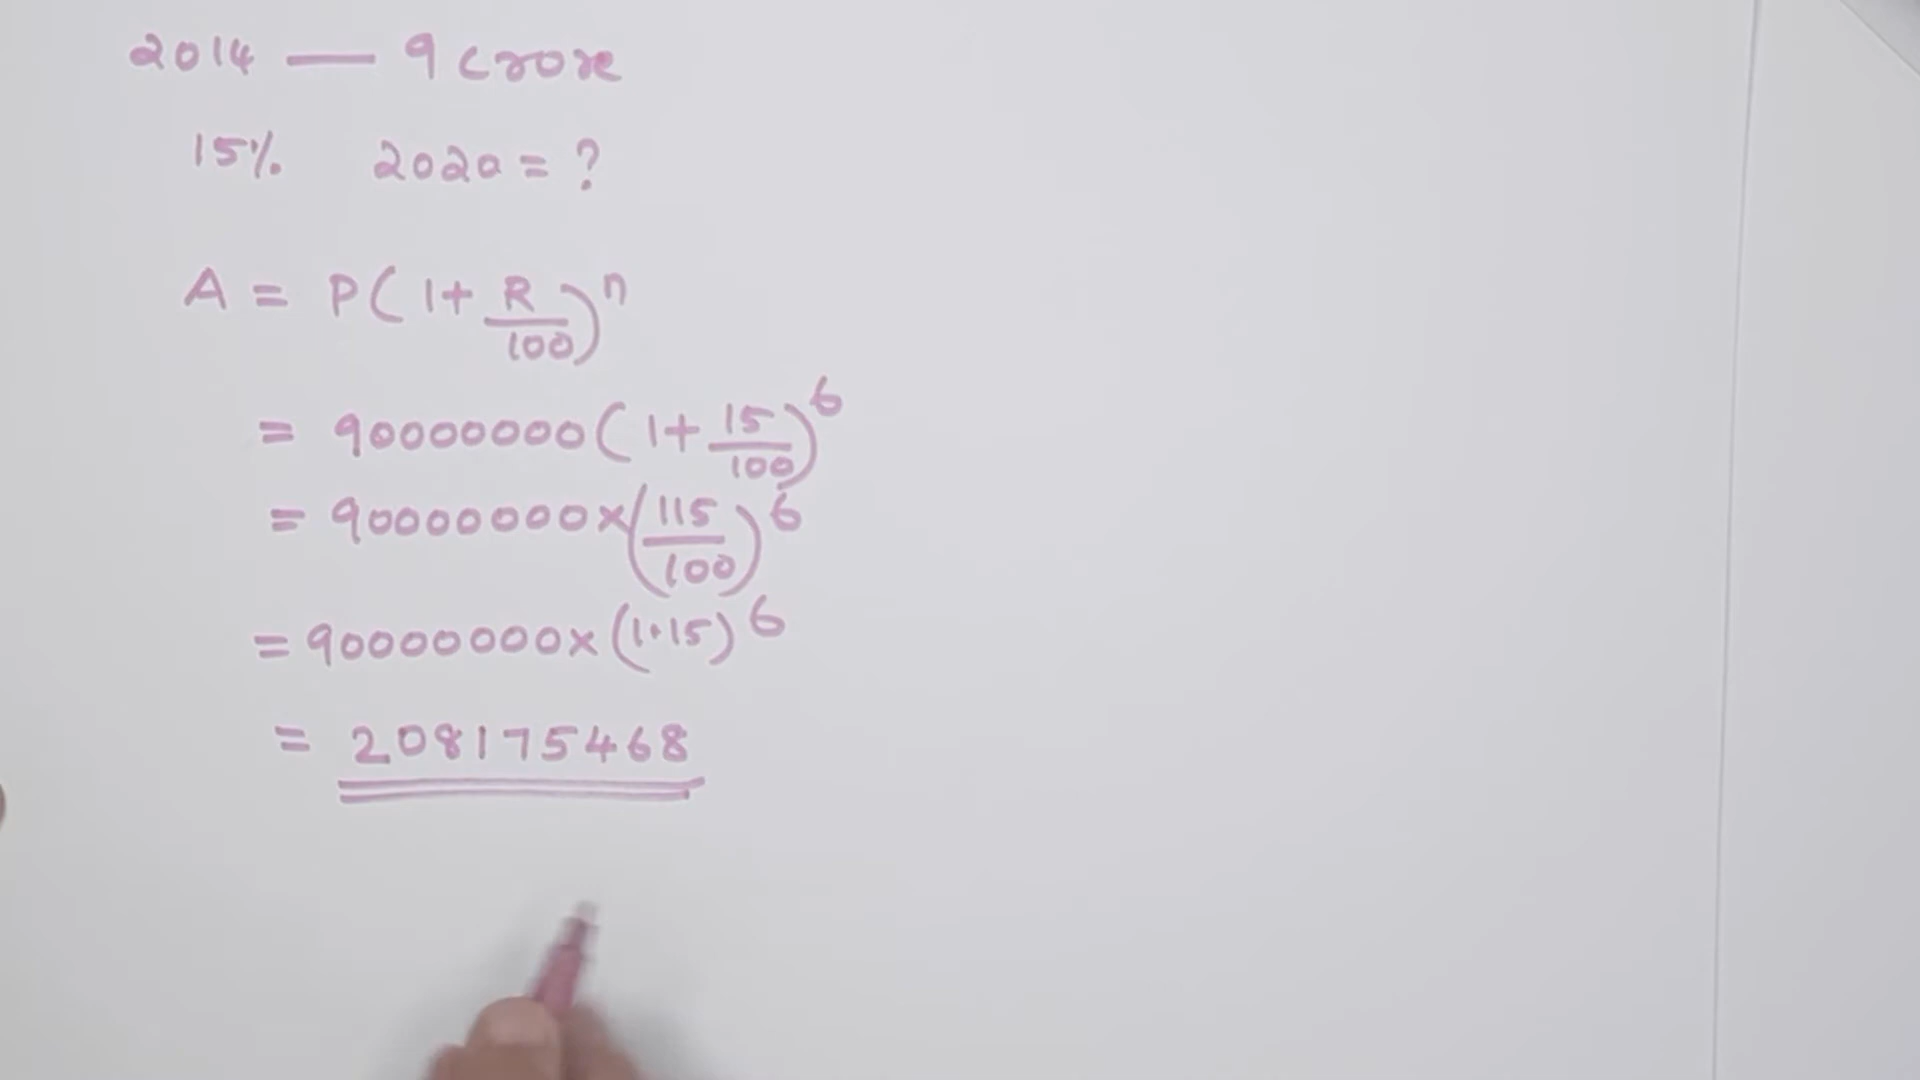 2014 — 9 crore
15% 2020 = ?
A = P(1+R/100)^n
= 90000000(1+15/100)^6
= 90000000×(115/100)^6
= 90000000×(1.15)^6
= 208175468